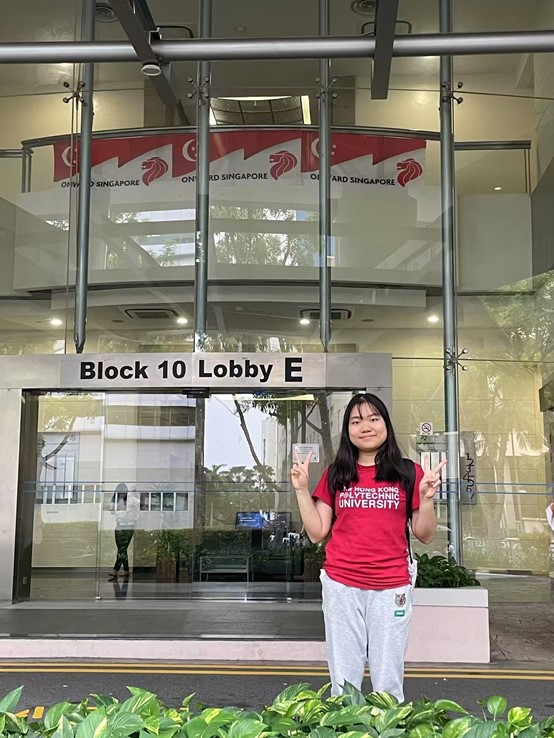 ONWARD SINGAPORE
ONWARD SINGAPORE
ONWARD SINGAPORE
Block 10 Lobby E
THE HONG KONG
POLYTECHNIC
UNIVERSITY